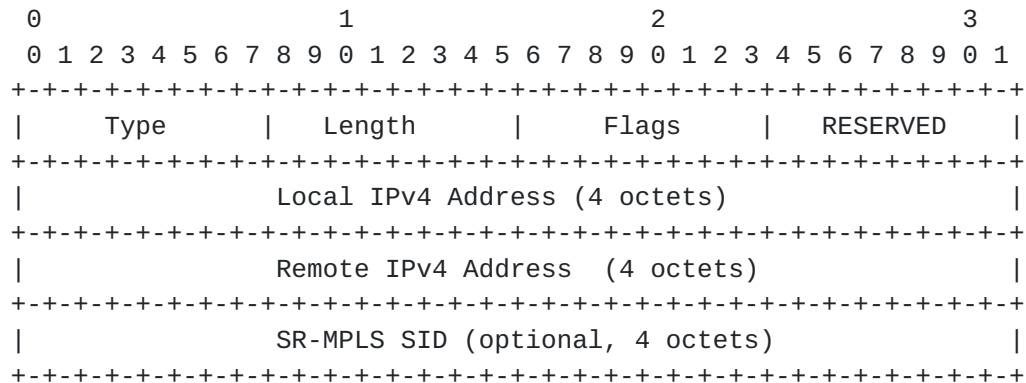 0                   1                   2                   3
 0 1 2 3 4 5 6 7 8 9 0 1 2 3 4 5 6 7 8 9 0 1 2 3 4 5 6 7 8 9 0 1
+-+-+-+-+-+-+-+-+-+-+-+-+-+-+-+-+-+-+-+-+-+-+-+-+-+-+-+-+-+-+-+-+
|     Type      |   Length      |     Flags     |   RESERVED    |
+-+-+-+-+-+-+-+-+-+-+-+-+-+-+-+-+-+-+-+-+-+-+-+-+-+-+-+-+-+-+-+-+
|                Local IPv4 Address (4 octets)                  |
+-+-+-+-+-+-+-+-+-+-+-+-+-+-+-+-+-+-+-+-+-+-+-+-+-+-+-+-+-+-+-+-+
|                Remote IPv4 Address  (4 octets)                |
+-+-+-+-+-+-+-+-+-+-+-+-+-+-+-+-+-+-+-+-+-+-+-+-+-+-+-+-+-+-+-+-+
|                SR-MPLS SID (optional, 4 octets)               |
+-+-+-+-+-+-+-+-+-+-+-+-+-+-+-+-+-+-+-+-+-+-+-+-+-+-+-+-+-+-+-+-+